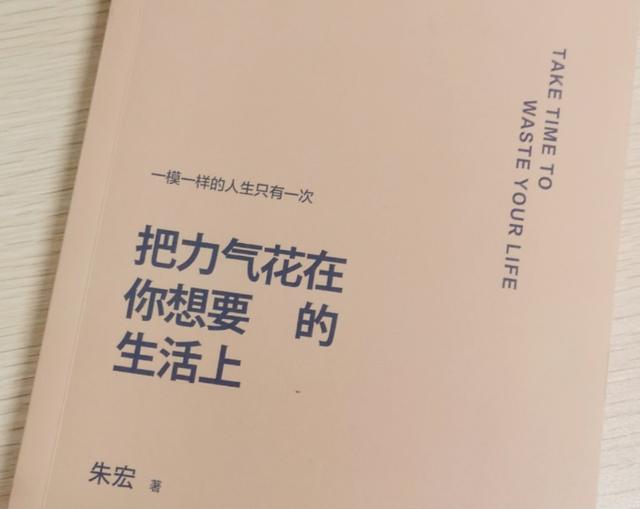 TAKE TIME TO
WASTE YOUR LIFE
一模一样的人生只有一次
把力气花在
你想要 的
生活上
朱宏 著